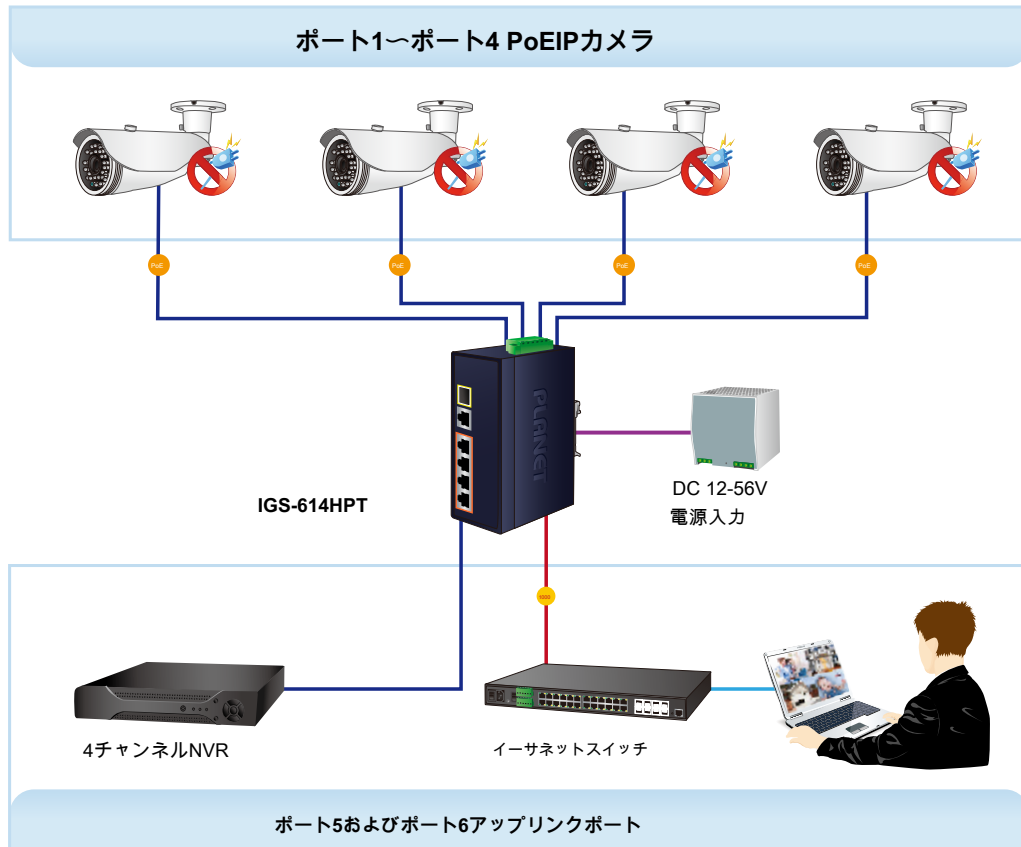 ポート1〜ポート4 PoEIPカメラ
PoE
PoE
PoE
PoE
PLANET
IGS-614HPT
DC 12-56V
電源入力
1000
4チャンネルNVR
イーサネットスイッチ
ポート5およびポート6アップリンクポート